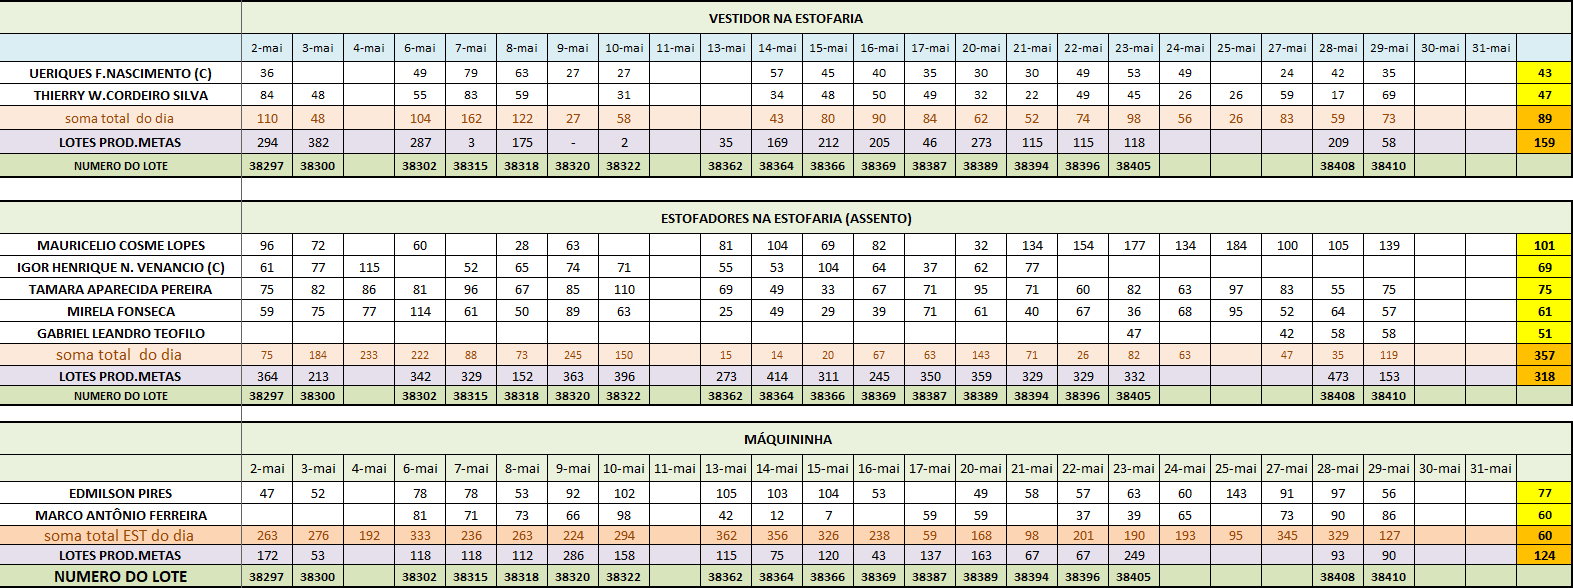 VESTIDOR NA ESTOFARIA
2-mai 3-mai 4-mai 6-mai 7-mai 8-mai 9-mai 10-mai 11-mai 13-mai 14-mai 15-mai 16-mai 17-mai 20-mai 21-mai 22-mai 23-mai 24-mai 25-mai 27-mai 28-mai 29-mai 30-mai 31-mai
UERIQUES F.NASCIMENTO (C) 36 49 79 63 27 27 57 45 40 35 30 30 49 53 49 24 42 35 43
THIERRY W.CORDEIRO SILVA 84 48 55 83 59 31 34 48 50 49 32 22 49 45 26 26 59 17 69 47
soma total do dia 110 48 104 162 122 27 58 43 80 90 84 62 52 74 98 56 26 83 59 73 89
LOTES PROD.METAS 294 382 287 3 175 - 2 35 169 212 205 46 273 115 115 118 209 58 159
NUMERO DO LOTE 38297 38300 38302 38315 38318 38320 38322 38362 38364 38366 38369 38387 38389 38394 38396 38405 38408 38410
ESTOFADORES NA ESTOFARIA (ASSENTO)
MAURICELIO COSME LOPES 96 72 60 28 63 81 104 69 82 32 134 154 177 134 184 100 105 139 101
IGOR HENRIQUE N. VENANCIO (C) 61 77 115 52 65 74 71 55 53 104 64 37 62 77 69
TAMARA APARECIDA PEREIRA 75 82 86 81 96 67 85 110 69 49 33 67 71 95 71 60 82 63 97 83 55 75 75
MIRELA FONSECA 59 75 77 114 61 50 89 63 25 49 29 39 71 61 40 67 36 68 95 52 64 57 61
GABRIEL LEANDRO TEOFILO 47 42 58 58 51
soma total do dia 75 184 233 222 88 73 245 150 15 14 20 67 63 143 71 26 82 63 47 35 119 357
LOTES PROD.METAS 364 213 342 329 152 363 396 273 414 311 245 350 359 329 329 332 473 153 318
NUMERO DO LOTE 38297 38300 38302 38315 38318 38320 38322 38362 38364 38366 38369 38387 38389 38394 38396 38405 38408 38410
MÁQUININHA
2-mai 3-mai 4-mai 6-mai 7-mai 8-mai 9-mai 10-mai 11-mai 13-mai 14-mai 15-mai 16-mai 17-mai 20-mai 21-mai 22-mai 23-mai 24-mai 25-mai 27-mai 28-mai 29-mai 30-mai 31-mai
EDMILSON PIRES 47 52 78 78 53 92 102 105 103 104 53 49 58 57 63 60 143 91 97 56 77
MARCO ANTÔNIO FERREIRA 81 71 73 66 98 42 12 7 59 59 37 39 65 73 90 86 60
soma total EST do dia 263 276 192 333 236 263 224 294 362 356 326 238 59 168 98 201 190 193 95 345 329 127 60
LOTES PROD.METAS 172 53 118 118 112 286 158 115 75 120 43 137 163 67 67 249 93 90 124
NUMERO DO LOTE 38297 38300 38302 38315 38318 38320 38322 38362 38364 38366 38369 38387 38389 38394 38396 38405 38408 38410